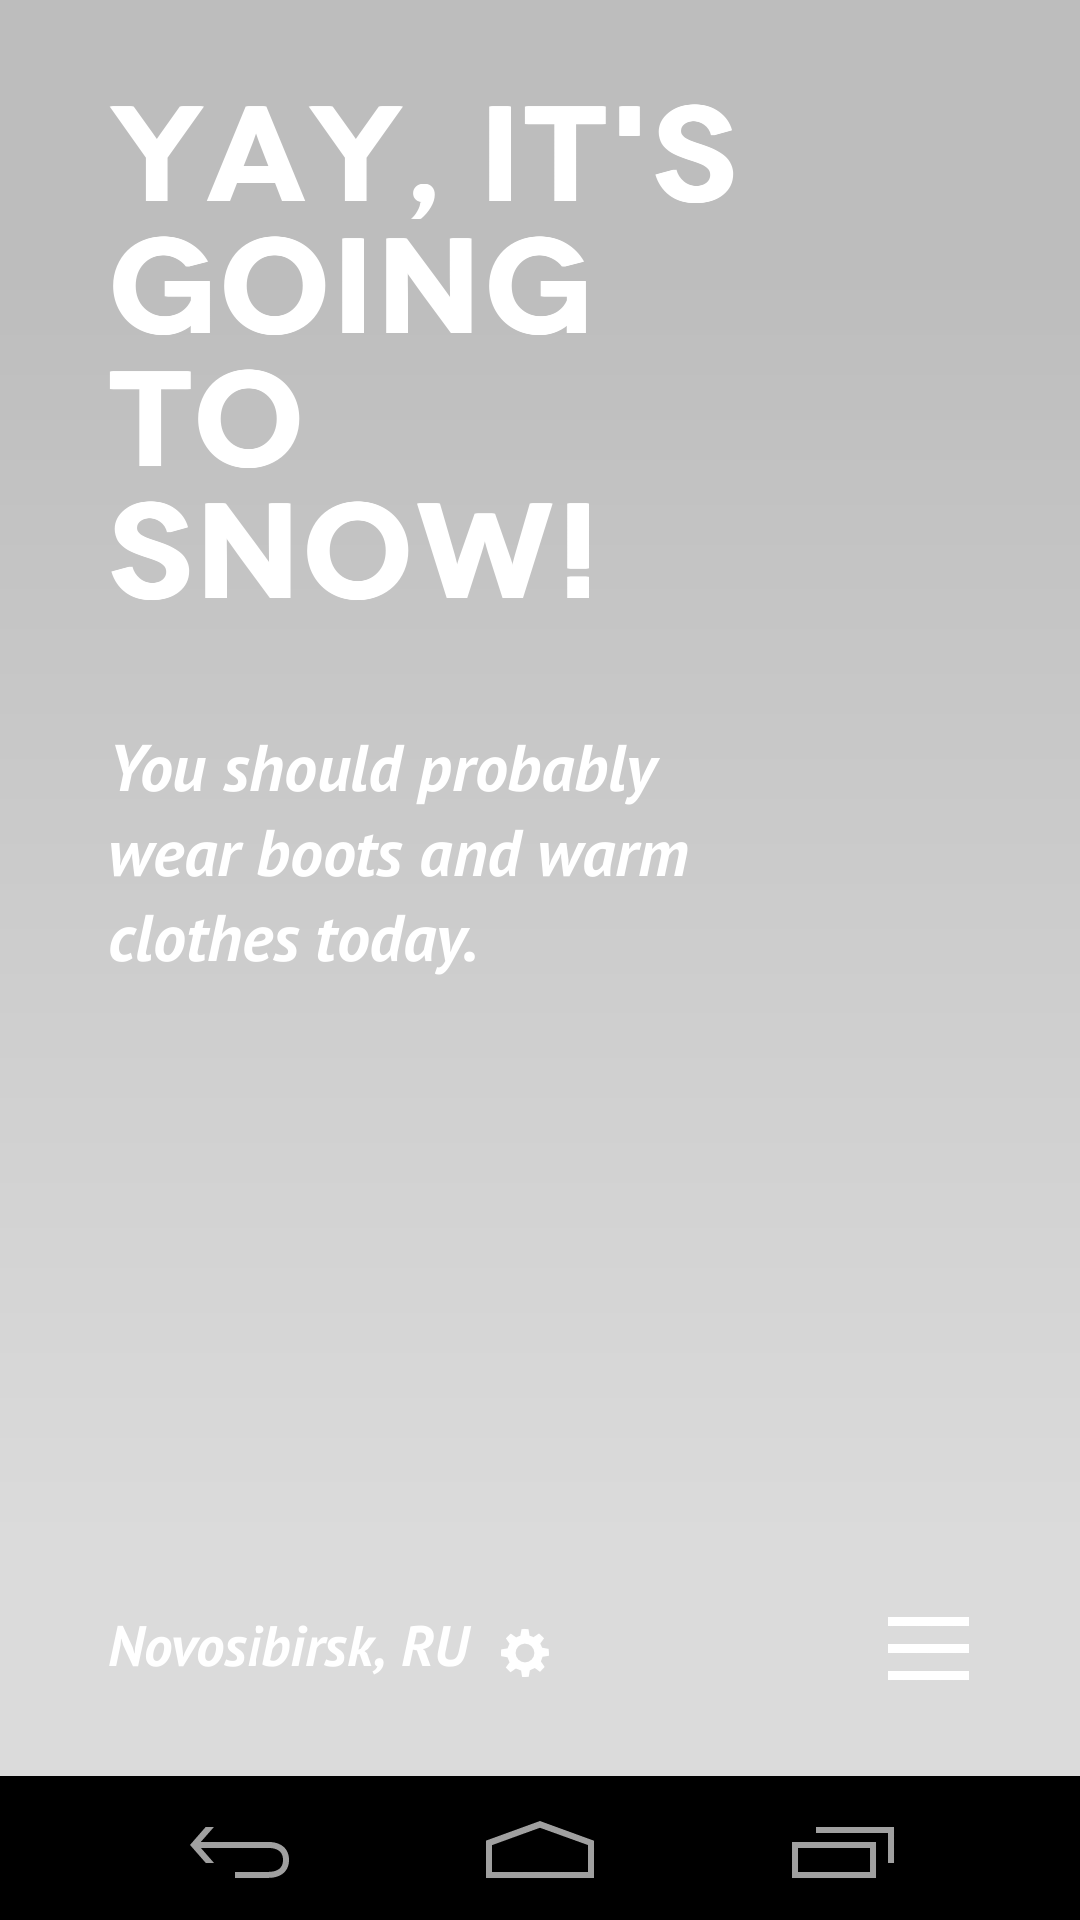 YAY, IT'S
GOING
TO
SNOW!
You should probably
wear boots and warm
clothes today.
Novosibirsk, RU